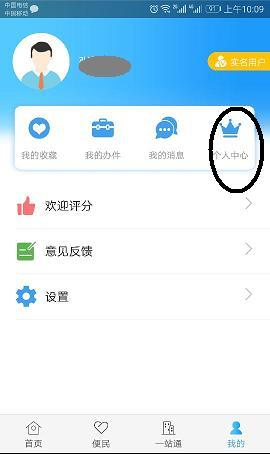 中国电信
中国移动
上午10:09
实名用户
我的收藏
我的办件
我的消息
个人中心
欢迎评分
意见反馈
设置
首页
便民
一站通
我的